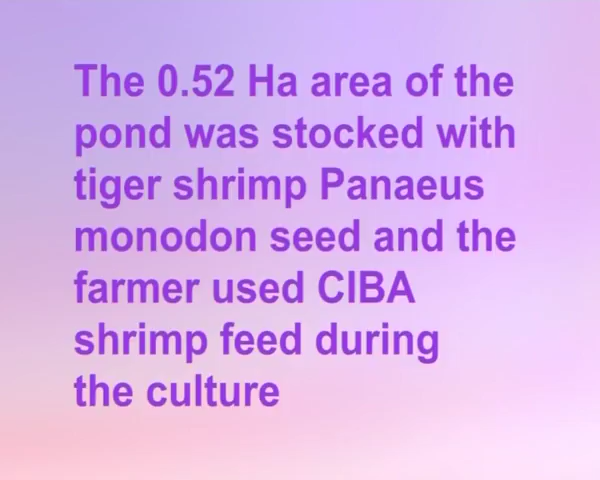 The 0.52 Ha area of the
pond was stocked with
tiger shrimp Panaeus
monodon seed and the
farmer used CIBA
shrimp feed during
the culture